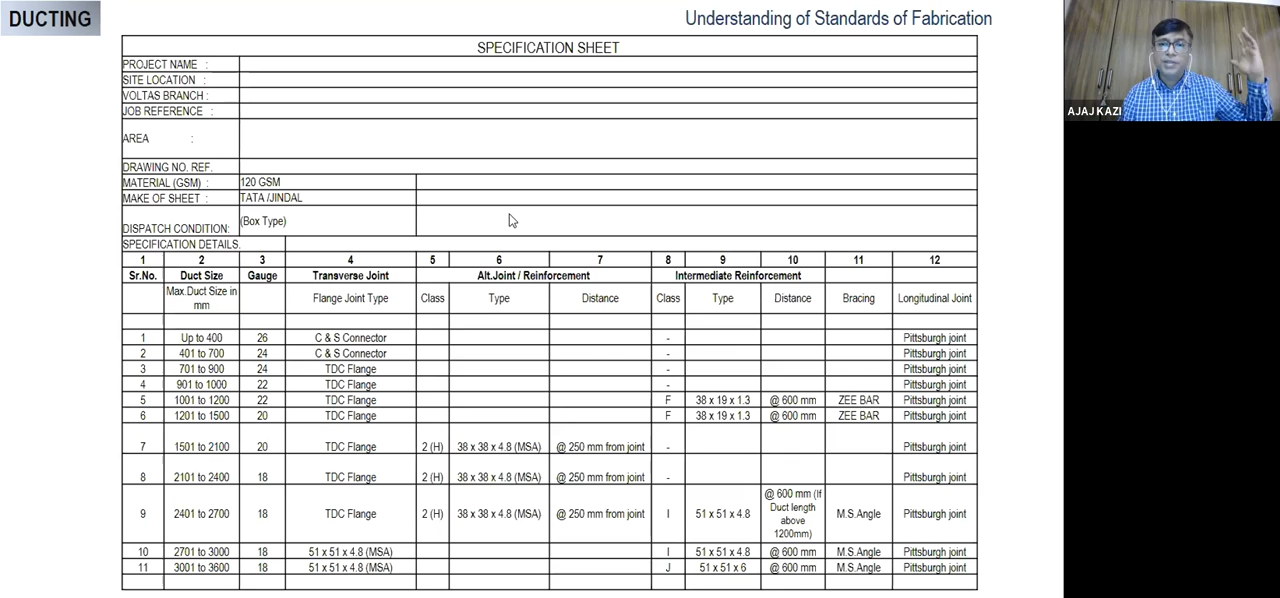 DUCTING
Understanding of Standards of Fabrication
SPECIFICATION SHEET
PROJECT NAME :
SITE LOCATION :
VOLTAS BRANCH :
JOB REFERENCE :
AREA :
DRAWING NO. REF.
MATERIAL (GSM) : 120 GSM
MAKE OF SHEET : TATA /JINDAL
DISPATCH CONDITION: (Box Type)
SPECIFICATION DETAILS.
1 2 3 4 5 6 7 8 9 10 11 12
Sr.No. Duct Size Gauge Transverse Joint Alt.Joint / Reinforcement Intermediate Reinforcement
Max.Duct Size in mm Flange Joint Type Class Type Distance Class Type Distance Bracing Longitudinal Joint
1 Up to 400 26 C & S Connector - Pittsburgh joint
2 401 to 700 24 C & S Connector - Pittsburgh joint
3 701 to 900 24 TDC Flange - Pittsburgh joint
4 901 to 1000 22 TDC Flange - Pittsburgh joint
5 1001 to 1200 22 TDC Flange F 38 x 19 x 1.3 @ 600 mm ZEE BAR Pittsburgh joint
6 1201 to 1500 20 TDC Flange F 38 x 19 x 1.3 @ 600 mm ZEE BAR Pittsburgh joint
7 1501 to 2100 20 TDC Flange 2 (H) 38 x 38 x 4.8 (MSA) @ 250 mm from joint - Pittsburgh joint
8 2101 to 2400 18 TDC Flange 2 (H) 38 x 38 x 4.8 (MSA) @ 250 mm from joint - Pittsburgh joint
9 2401 to 2700 18 TDC Flange 2 (H) 38 x 38 x 4.8 (MSA) @ 250 mm from joint I 51 x 51 x 4.8 @ 600 mm (If Duct length above 1200mm) M.S.Angle Pittsburgh joint
10 2701 to 3000 18 51 x 51 x 4.8 (MSA) I 51 x 51 x 4.8 @ 600 mm M.S.Angle Pittsburgh joint
11 3001 to 3600 18 51 x 51 x 4.8 (MSA) J 51 x 51 x 6 @ 600 mm M.S.Angle Pittsburgh joint
AJAJ KAZI